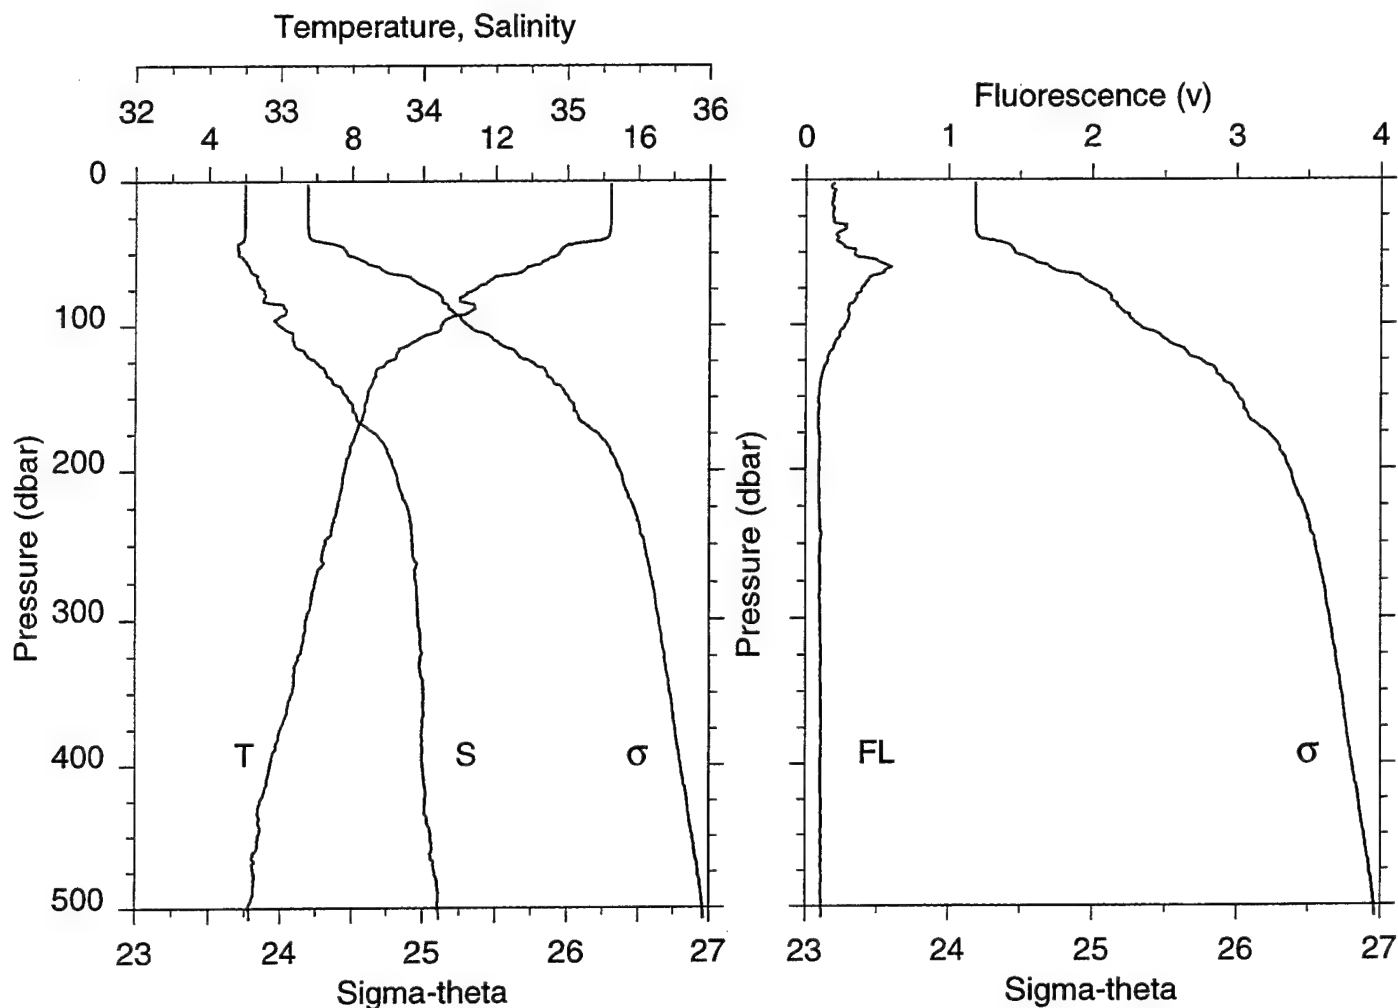 Temperature, Salinity
32 33 34 35 36
4 8 12 16
0
100
200
300
400
500
Pressure (dbar)
T S σ
23 24 25 26 27
Sigma-theta
Fluorescence (v)
0 1 2 3 4
Pressure (dbar)
FL σ
23 24 25 26 27
Sigma-theta